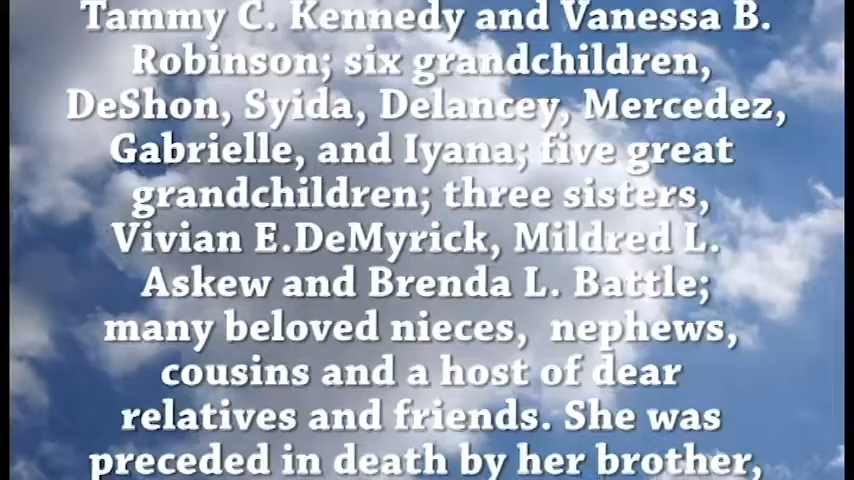 Tammy C. Kennedy and Vanessa B.
Robinson; six grandchildren,
DeShon, Syida, Delancey, Mercedez,
Gabrielle, and Iyana; five great
grandchildren; three sisters,
Vivian E.DeMyrick, Mildred L.
Askew and Brenda L. Battle;
many beloved nieces, nephews,
cousins and a host of dear
relatives and friends. She was
preceded in death by her brother,